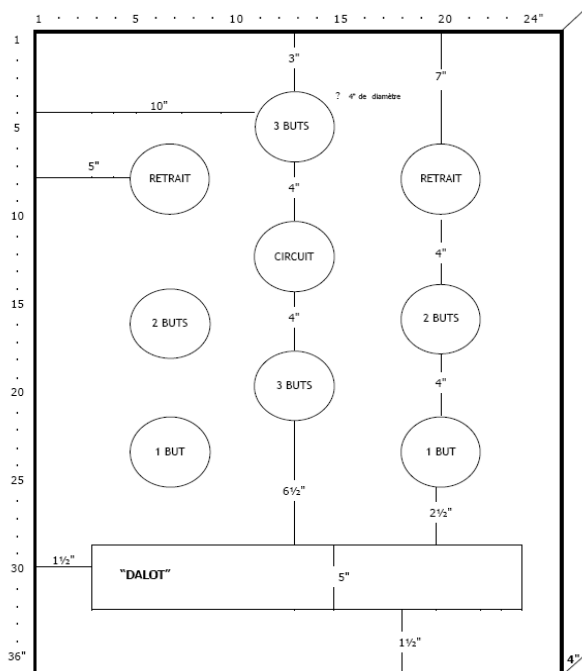 1 5 10 15 20 24"
1
3"
7"
? 4" de diamètre
10"
5
3 BUTS
5"
RETRAIT
RETRAIT
4"
10
4"
CIRCUIT
15
4"
2 BUTS
2 BUTS
3 BUTS
4"
20
1 BUT
1 BUT
25
6½"
2½"
1½"
30
"DALOT"
5"
1½"
36"
4"